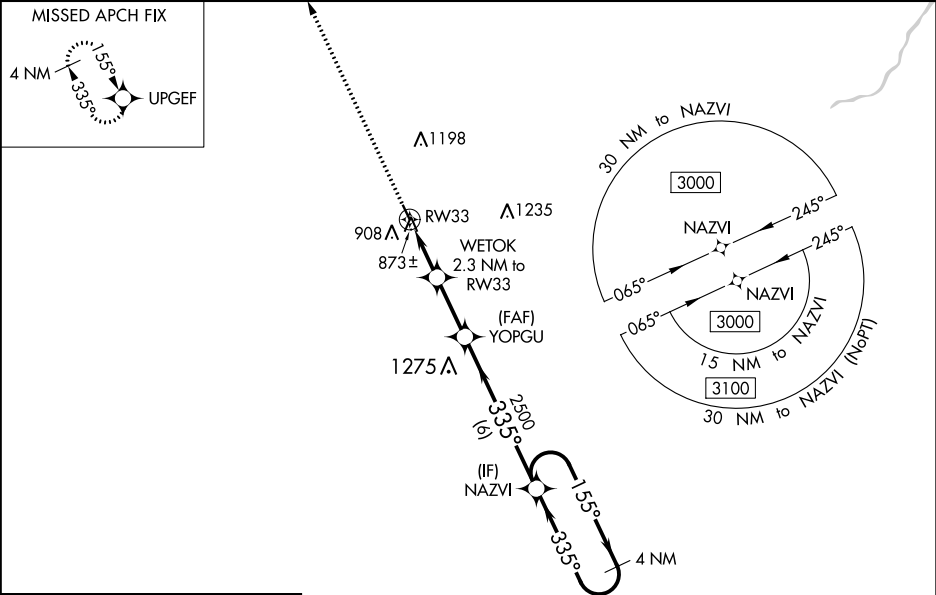 MISSED APCH FIX
4 NM
155°
335°
UPGEF
1198
1235
RW33
908
873±
WETOK
2.3 NM to
RW33
(FAF)
YOPGU
1275
2500
335°
(6)
(IF)
NAZVI
155°
335°
4 NM
30 NM to NAZVI
3000
245°
NAZVI
065°
245°
NAZVI
065°
3000
15 NM to NAZVI
3100
30 NM to NAZVI (NoPT)